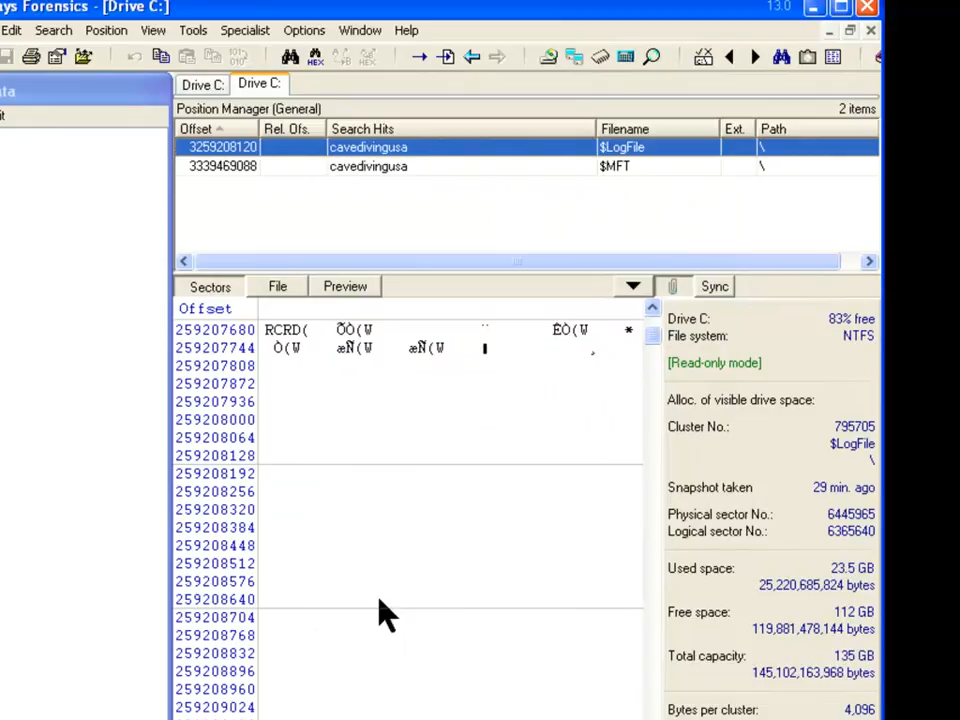 ays Forensics - [Drive C:]
13.0
Edit Search Position View Tools Specialist Options Window Help
ata
it
Drive C: Drive C:
Position Manager (General) 2 items
Offset Rel. Ofs. Search Hits Filename Ext. Path
3259208120 cavedivingusa $LogFile \
3339469088 cavedivingusa $MFT \
Sectors File Preview Sync
Offset
259207680 RCRD( ÕÒ(W ¨ ÊÒ(W *
259207744 Ò(W æÑ(W æÑ(W ¸
259207808
259207872
259207936
259208000
259208064
259208128
259208192
259208256
259208320
259208384
259208448
259208512
259208576
259208640
259208704
259208768
259208832
259208896
259208960
259209024
Drive C: 83% free
File system: NTFS
[Read-only mode]
Alloc. of visible drive space:
Cluster No.: 795705
$LogFile
\
Snapshot taken 29 min. ago
Physical sector No.: 6445965
Logical sector No.: 6365640
Used space: 23.5 GB
25,220,685,824 bytes
Free space: 112 GB
119,881,478,144 bytes
Total capacity: 135 GB
145,102,163,968 bytes
Bytes per cluster: 4,096